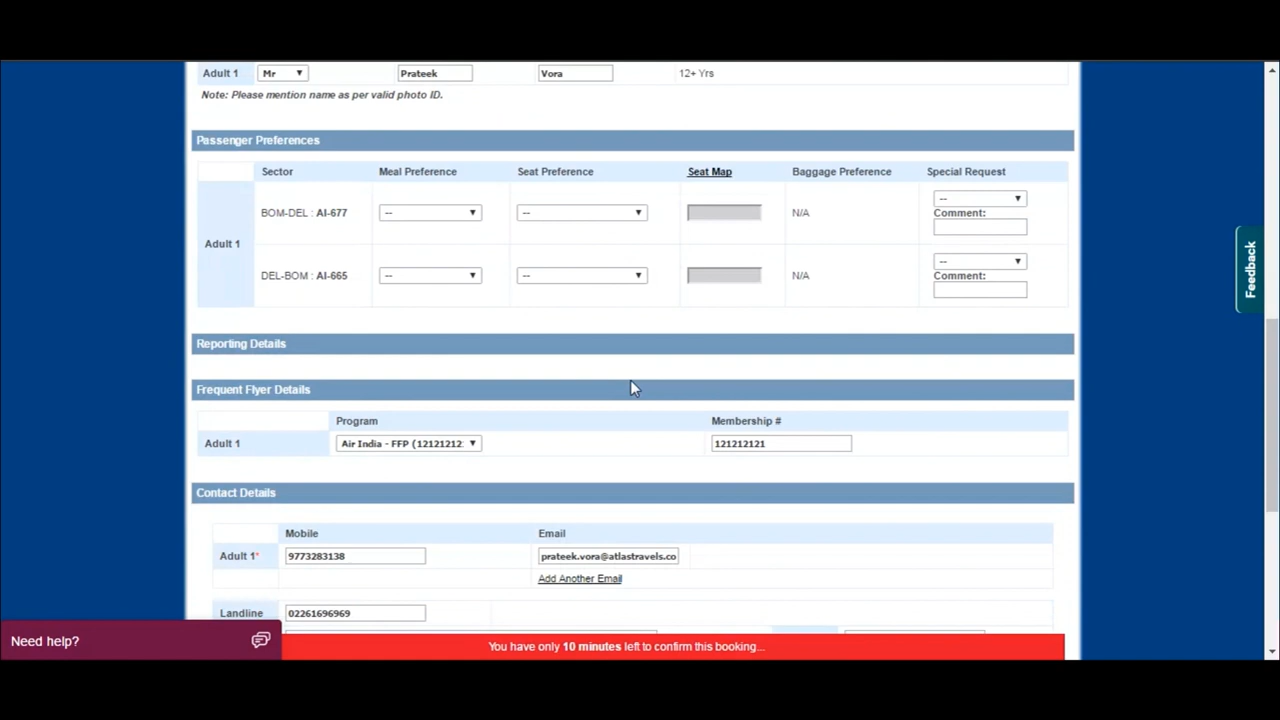 Adult 1 Mr Prateek Vora 12+ Yrs
Note: Please mention name as per valid photo ID.
Passenger Preferences
Sector Meal Preference Seat Preference Seat Map Baggage Preference Special Request
BOM-DEL : AI-677 -- -- N/A --
Comment:
Adult 1
DEL-BOM : AI-665 -- -- N/A --
Comment:
Reporting Details
Frequent Flyer Details
Program Membership #
Adult 1 Air India - FFP (12121212: 121212121
Contact Details
Mobile Email
Adult 1* 9773283138 prateek.vora@atlastravels.co
Add Another Email
Landline 02261696969
Need help?
You have only 10 minutes left to confirm this booking...
Feedback